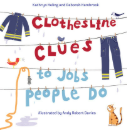 Kathryn Heling and Deborah Hembrook
Clothesline
Clues
to Jobs
People Do
Illustrated by Andy Robert Davies